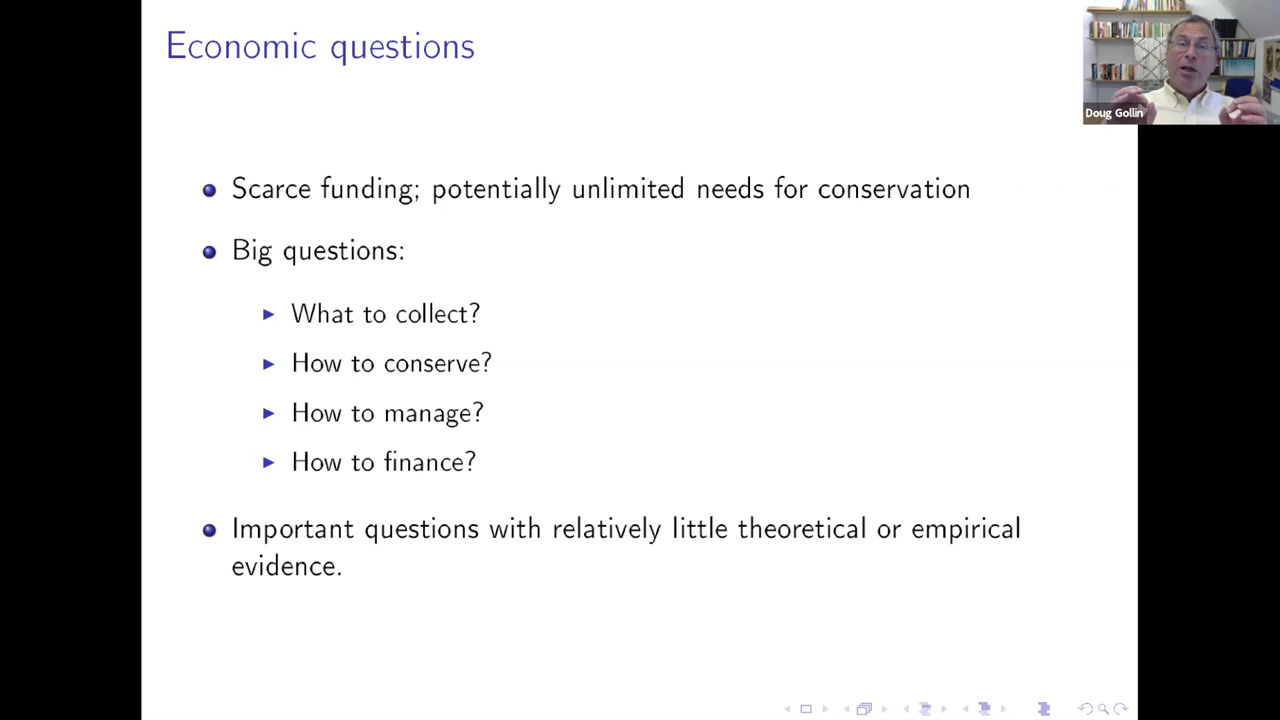 Economic questions
Doug Gollin
Scarce funding; potentially unlimited needs for conservation
Big questions:
What to collect?
How to conserve?
How to manage?
How to finance?
Important questions with relatively little theoretical or empirical
evidence.